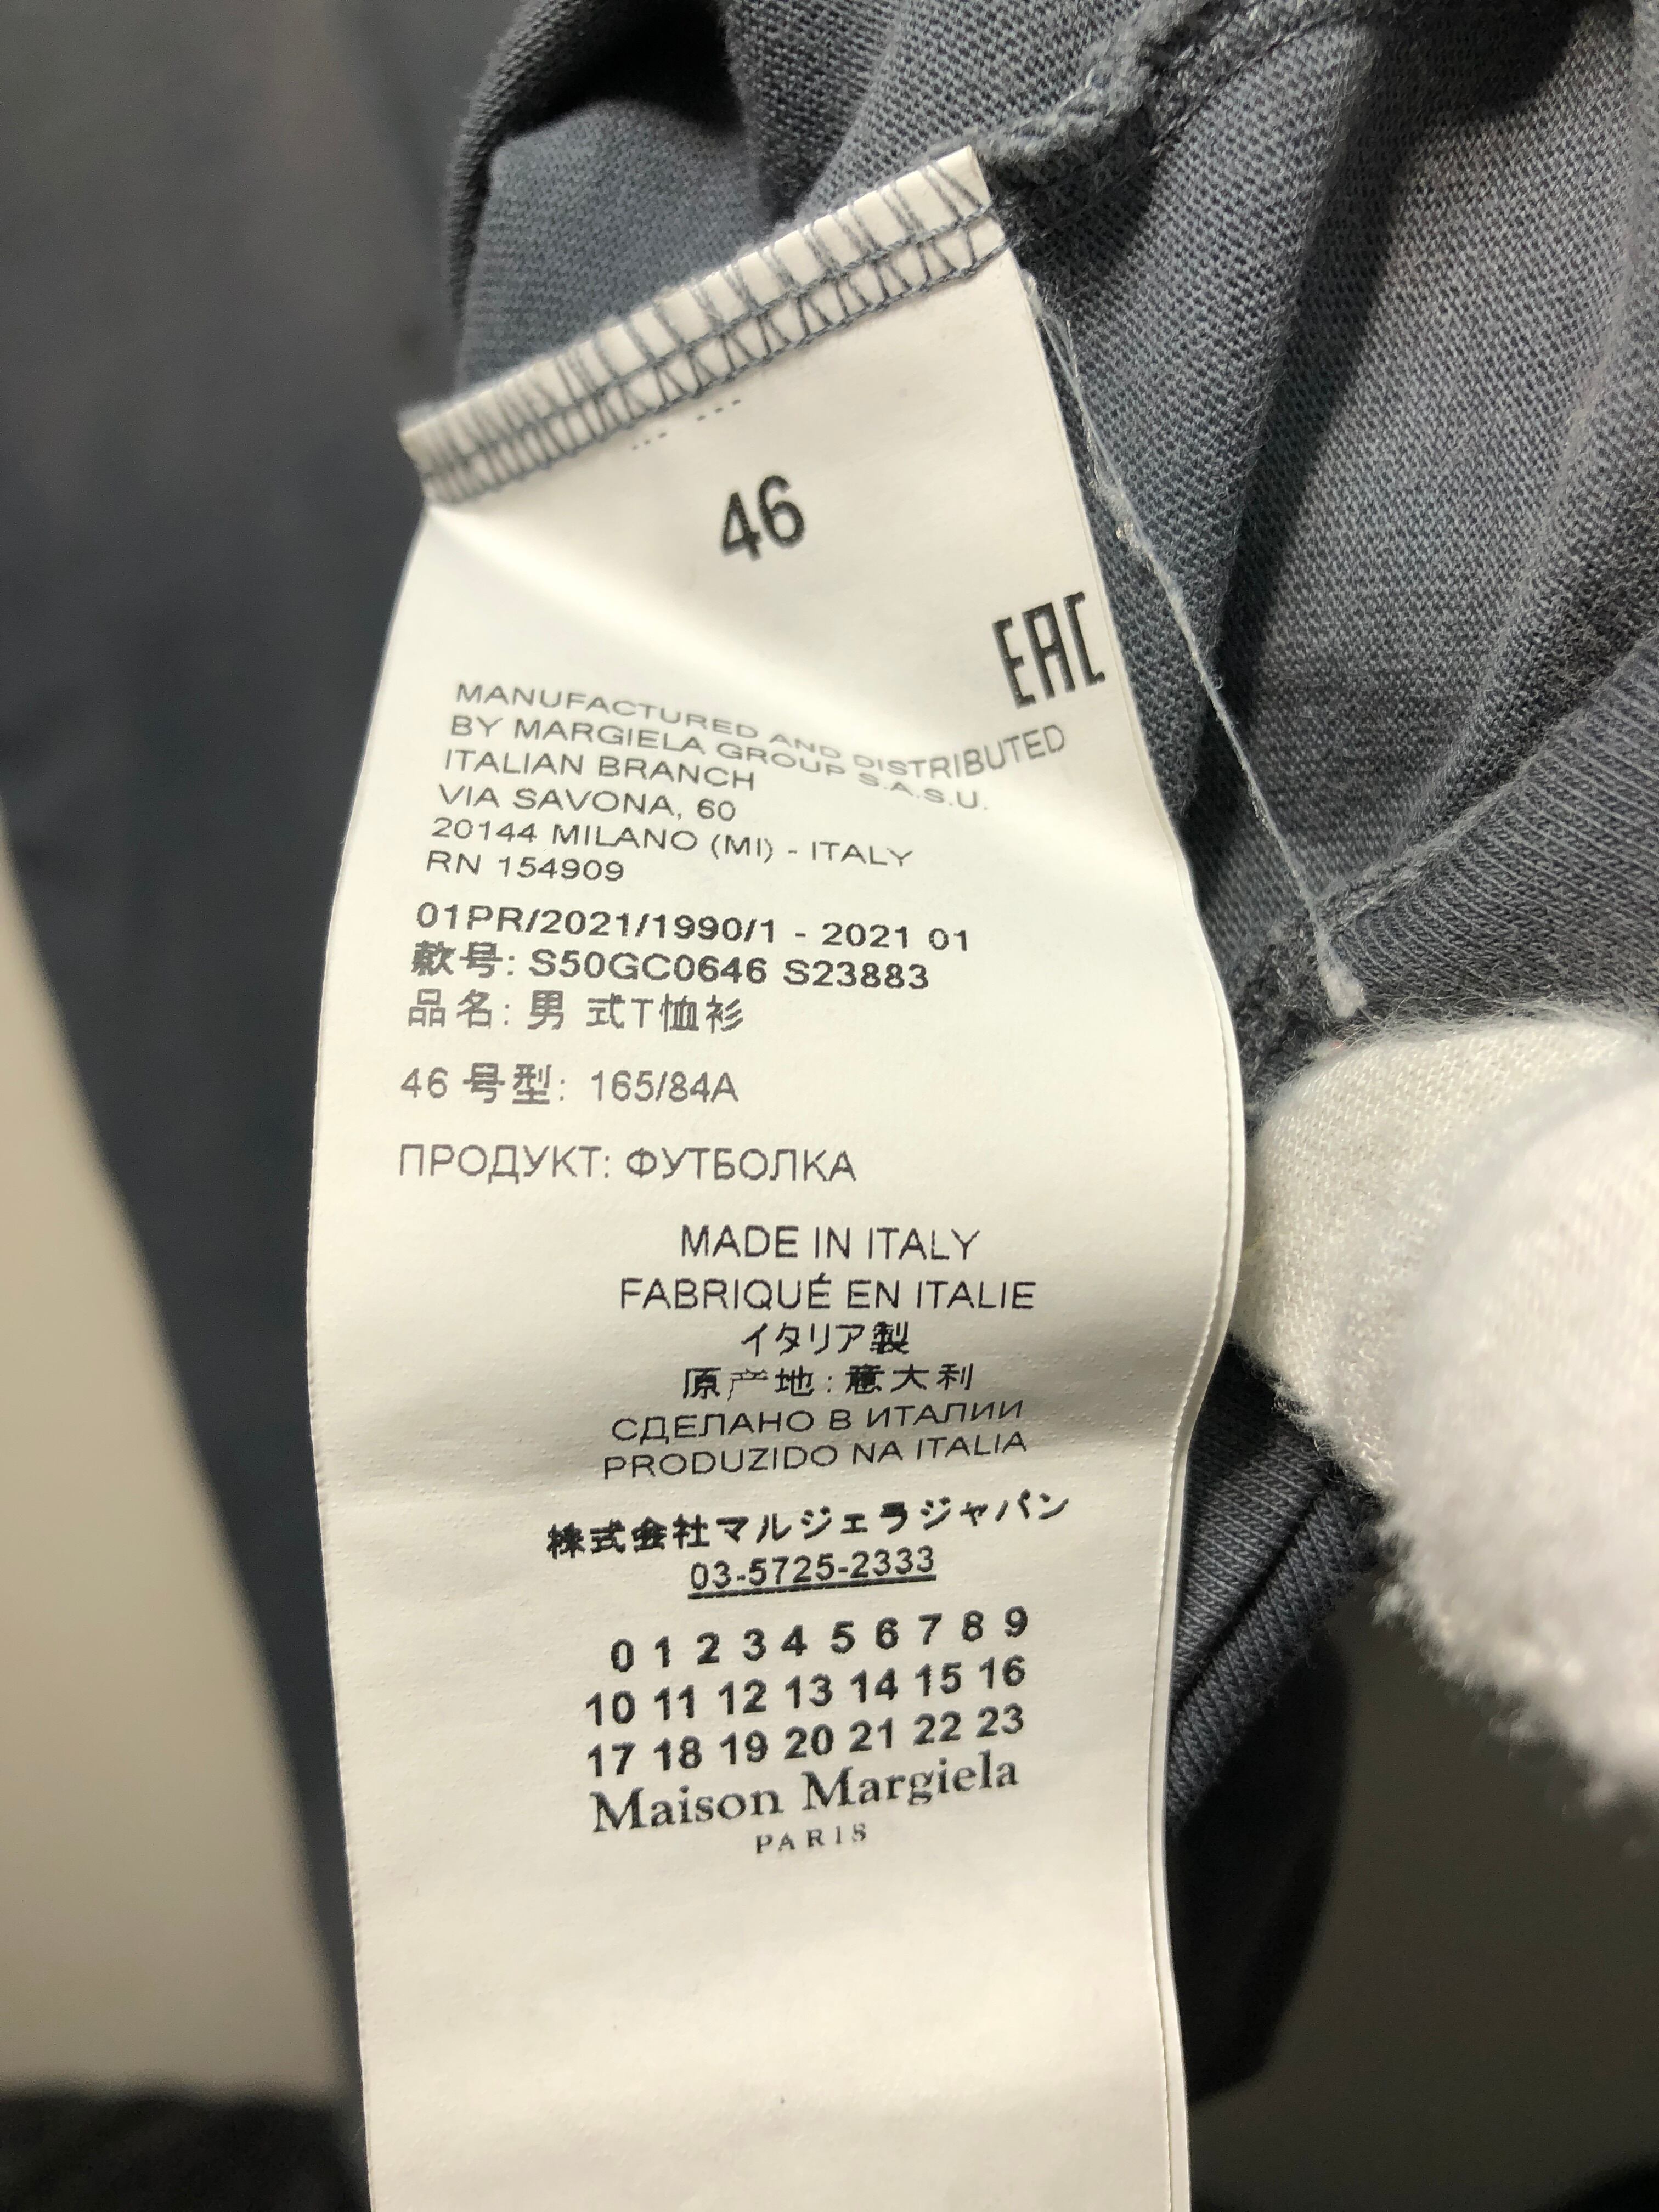 46
EAC
MANUFACTURED AND DISTRIBUTED
BY MARGIELA GROUP S.A.S.U.
ITALIAN BRANCH
VIA SAVONA, 60
20144 MILANO (MI) - ITALY
RN 154909
01PR/2021/1990/1 - 2021 01
款号: S50GC0646 S23883
品名: 男 式T恤衫
46 号型: 165/84A
ПРОДУКТ: ФУТБОЛКА
MADE IN ITALY
FABRIQUÉ EN ITALIE
イタリア製
原产地: 意大利
СДЕЛАНО В ИТАЛИИ
PRODUZIDO NA ITALIA
株式会社マルジェラジャパン
03-5725-2333
0 1 2 3 4 5 6 7 8 9
10 11 12 13 14 15 16
17 18 19 20 21 22 23
Maison Margiela
PARIS